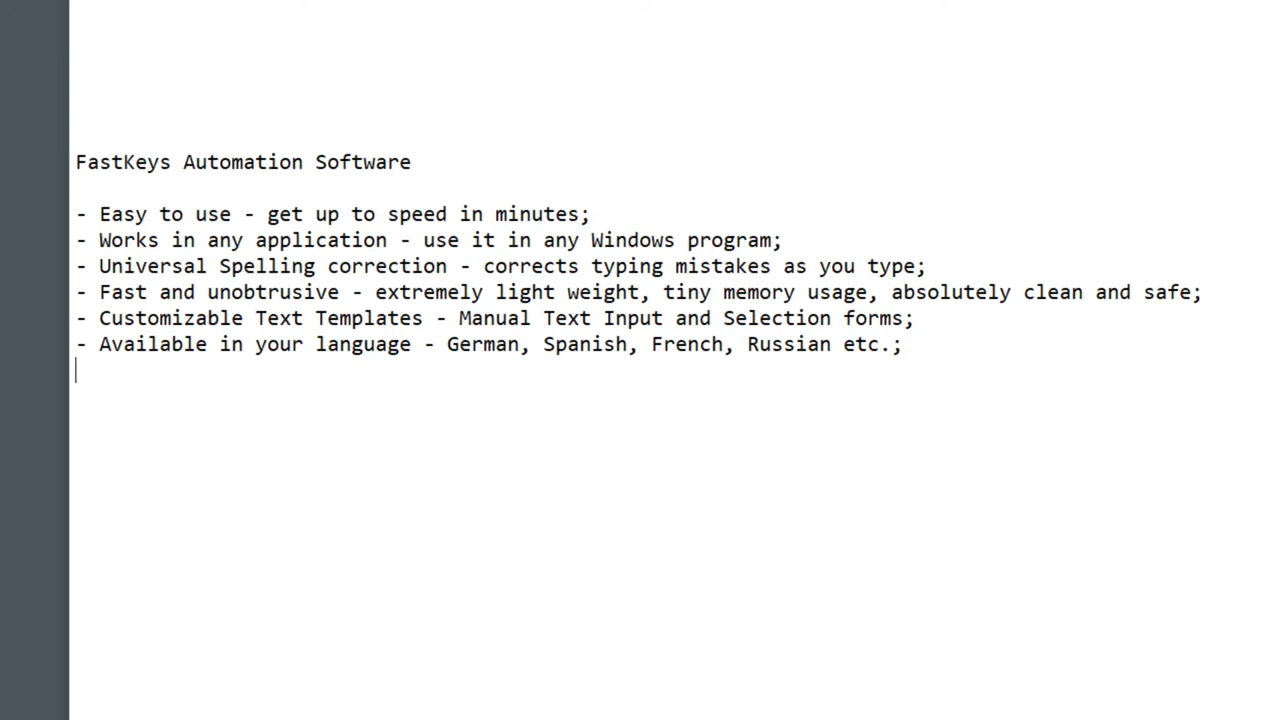 FastKeys Automation Software
- Easy to use - get up to speed in minutes;
- Works in any application - use it in any Windows program;
- Universal Spelling correction - corrects typing mistakes as you type;
- Fast and unobtrusive - extremely light weight, tiny memory usage, absolutely clean and safe;
- Customizable Text Templates - Manual Text Input and Selection forms;
- Available in your language - German, Spanish, French, Russian etc.;